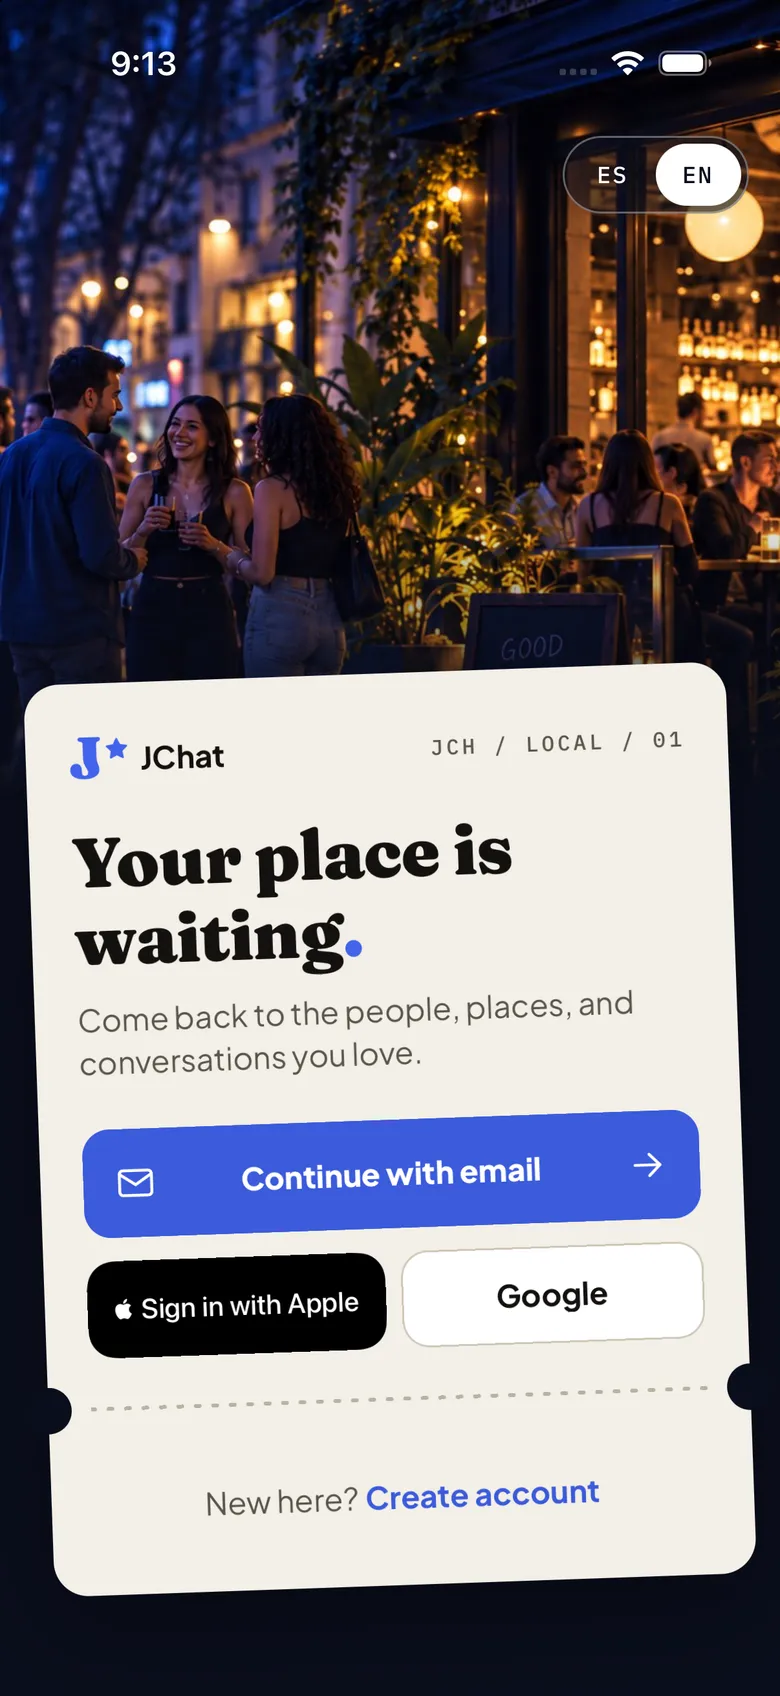 9:13
ES EN
GOOD
J JChat
JCH / LOCAL / 01
Your place is
waiting.
Come back to the people, places, and
conversations you love.
Continue with email
Sign in with Apple
Google
New here? Create account